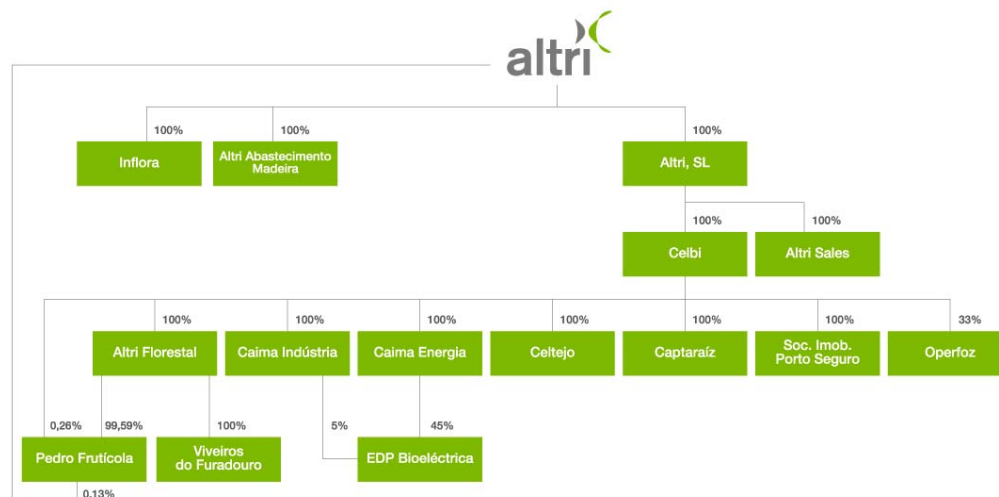 altri
100%
100%
100%
Inflora
Altri Abastecimento
Madeira
Altri, SL
100%
100%
Celbi
Altri Sales
100%
100%
100%
100%
100%
100%
33%
Altri Florestal
Caima Indústria
Caima Energia
Celtejo
Captaraíz
Soc. Imob.
Porto Seguro
Operfoz
0,26%
99,59%
100%
5%
45%
Pedro Frutícola
Viveiros
do Furadouro
EDP Bioeléctrica
0,13%